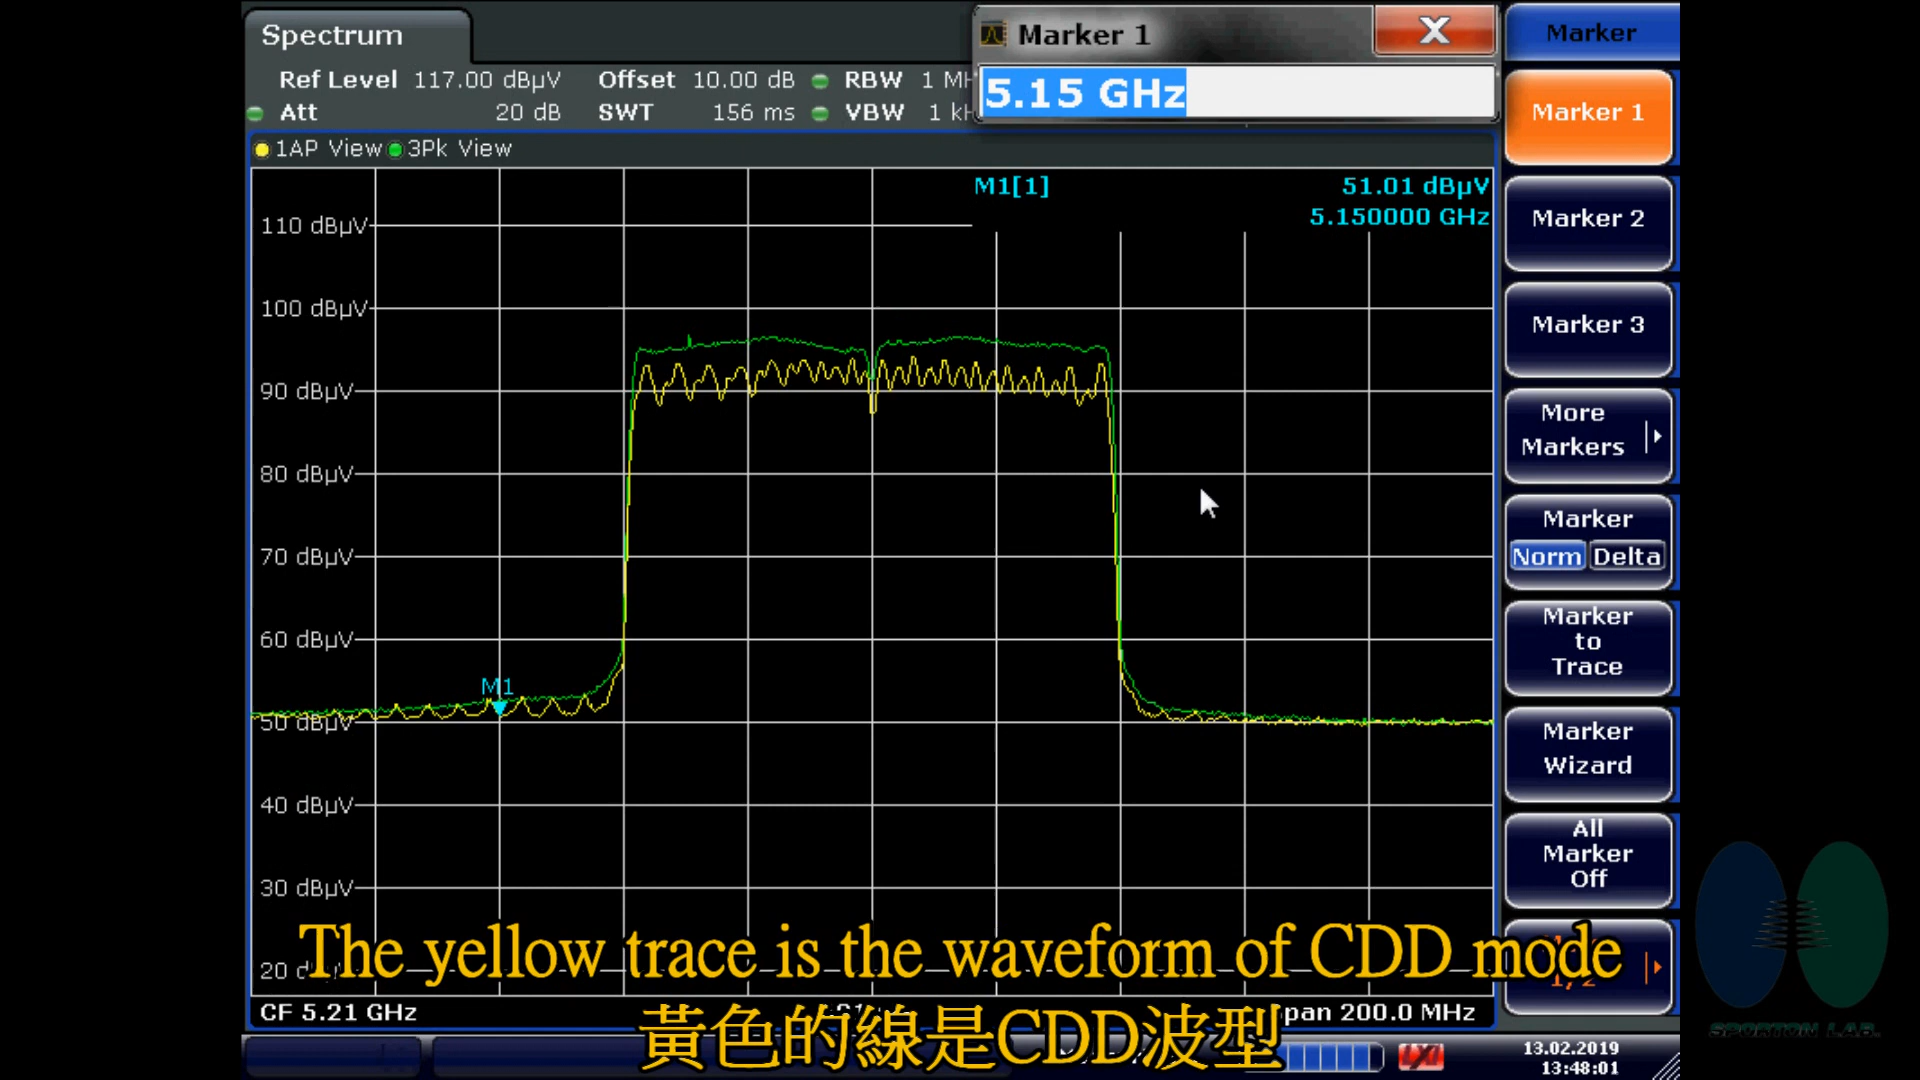 Spectrum
Marker 1
Marker
Ref Level 117.00 dBµV Offset 10.00 dB RBW
5.15 GHz
Att 20 dB SWT 156 ms VBW
Marker 1
1AP View 3Pk View
M1[1] 51.01 dBµV
5.150000 GHz
Marker 2
110 dBµV
100 dBµV
Marker 3
90 dBµV
More
Markers
80 dBµV
Marker
Norm Delta
70 dBµV
60 dBµV
Marker
to
Trace
M1
50 dBµV
Marker
Wizard
40 dBµV
All
Marker
Off
30 dBµV
20
The yellow trace is the waveform of CDD mode
CF 5.21 GHz
Span 200.0 MHz
黃色的線是CDD波型
SPORTON LAB.
13.02.2019
13:48:01